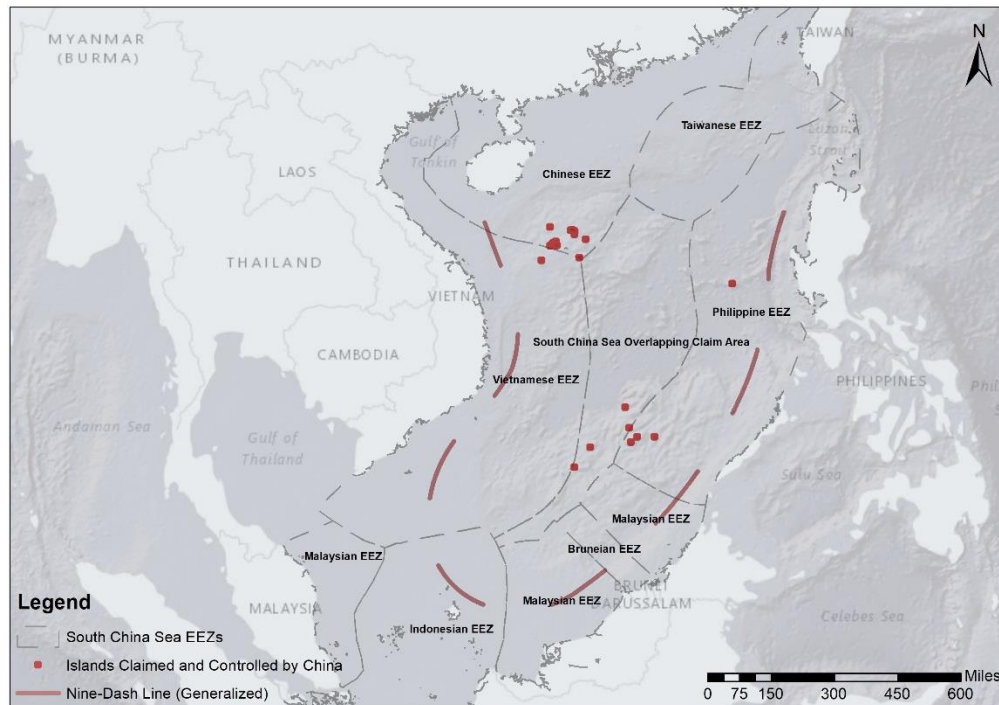 N
MYANMAR
(BURMA)
TAIWAN
Taiwanese EEZ
Luzon
Strait
Gulf of
Tonkin
LAOS
Chinese EEZ
THAILAND
VIETNAM
Philippine EEZ
South China Sea Overlapping Claim Area
CAMBODIA
Vietnamese EEZ
PHILIPPINES
Phil
Andaman Sea
Gulf of
Thailand
Sulu Sea
Malaysian EEZ
Malaysian EEZ
Bruneian EEZ
BRUNEI
DARUSSALAM
Malaysian EEZ
MALAYSIA
Celebes Sea
Indonesian EEZ
Legend
South China Sea EEZs
Islands Claimed and Controlled by China
Nine-Dash Line (Generalized)
Miles
0 75 150 300 450 600